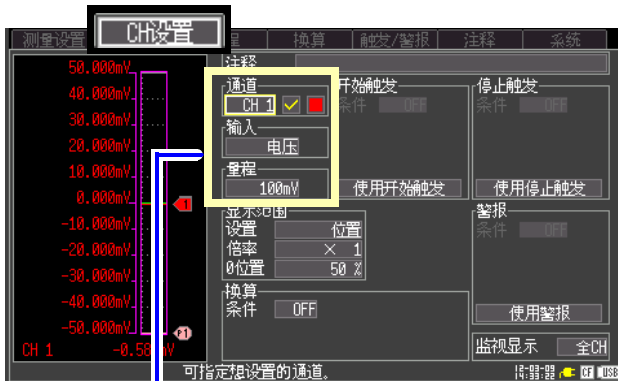 测量设置 CH设置 程 换算 触发/警报 注释 系统
注释
通道
CH 1
输入
电压
量程
100mV
开始触发
条件 OFF
使用开始触发
停止触发
条件 OFF
使用停止触发
显示范围
设置 位置
倍率 × 1
0位置 50 %
换算
条件 OFF
警报
条件 OFF
使用警报
监视显示 全CH
50.000mV
40.000mV
30.000mV
20.000mV
10.000mV
0.000mV
-10.000mV
-20.000mV
-30.000mV
-40.000mV
-50.000mV
1
P1
CH 1
可指定想设置的通道。
CF USB